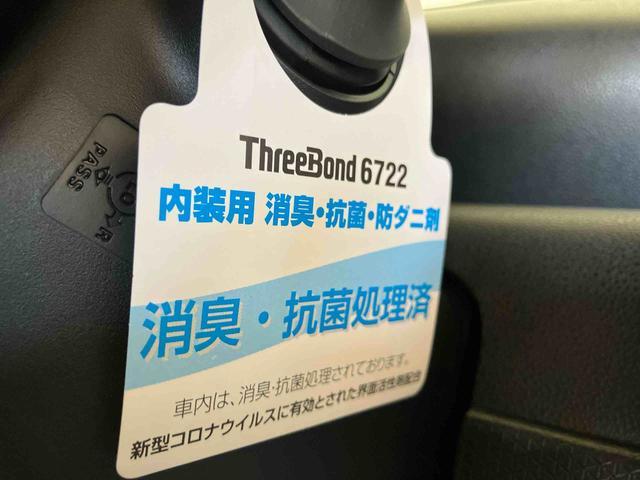 ThreeBond 6722
内装用 消臭・抗菌・防ダニ剤
消臭・抗菌処理済
車内は、消臭・抗菌処理されております。
新型コロナウイルスに有効とされた界面活性剤配合
PASS